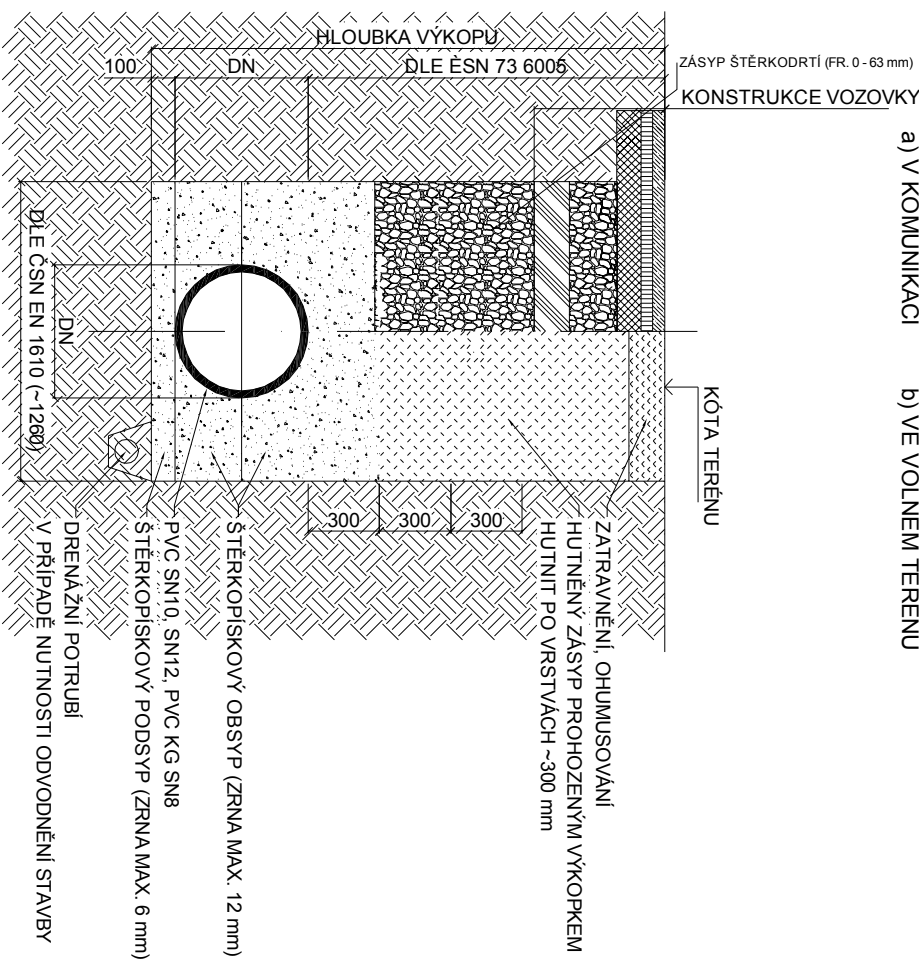 a) V KOMUNIKACI
b) VE VOLNEM TERENU
ZÁSYP ŠTĚRKODRTÍ (FR. 0 - 63 mm)
KONSTRUKCE VOZOVKY
KÓTA TERÉNU
HLOUBKA VÝKOPU
100
DN
DLE ÈSN 73 6005
ZATRAVNĚNÍ, OHUMUSOVÁNÍ
HUTNĚNÝ ZÁSYP PROHOZENÝM VÝKOPKEM
HUTNIT PO VRSTVÁCH ~300 mm
300
300
300
ŠTĚRKOPÍSKOVÝ OBSYP (ZRNA MAX. 12 mm)
PVC SN10, SN12, PVC KG SN8
ŠTĚRKOPÍSKOVÝ PODSYP (ZRNA MAX. 6 mm)
DRENÁŽNÍ POTRUBÍ
V PŘÍPADĚ NUTNOSTI ODVODNĚNÍ STAVBY
DN
DLE ČSN EN 1610 (~1260)